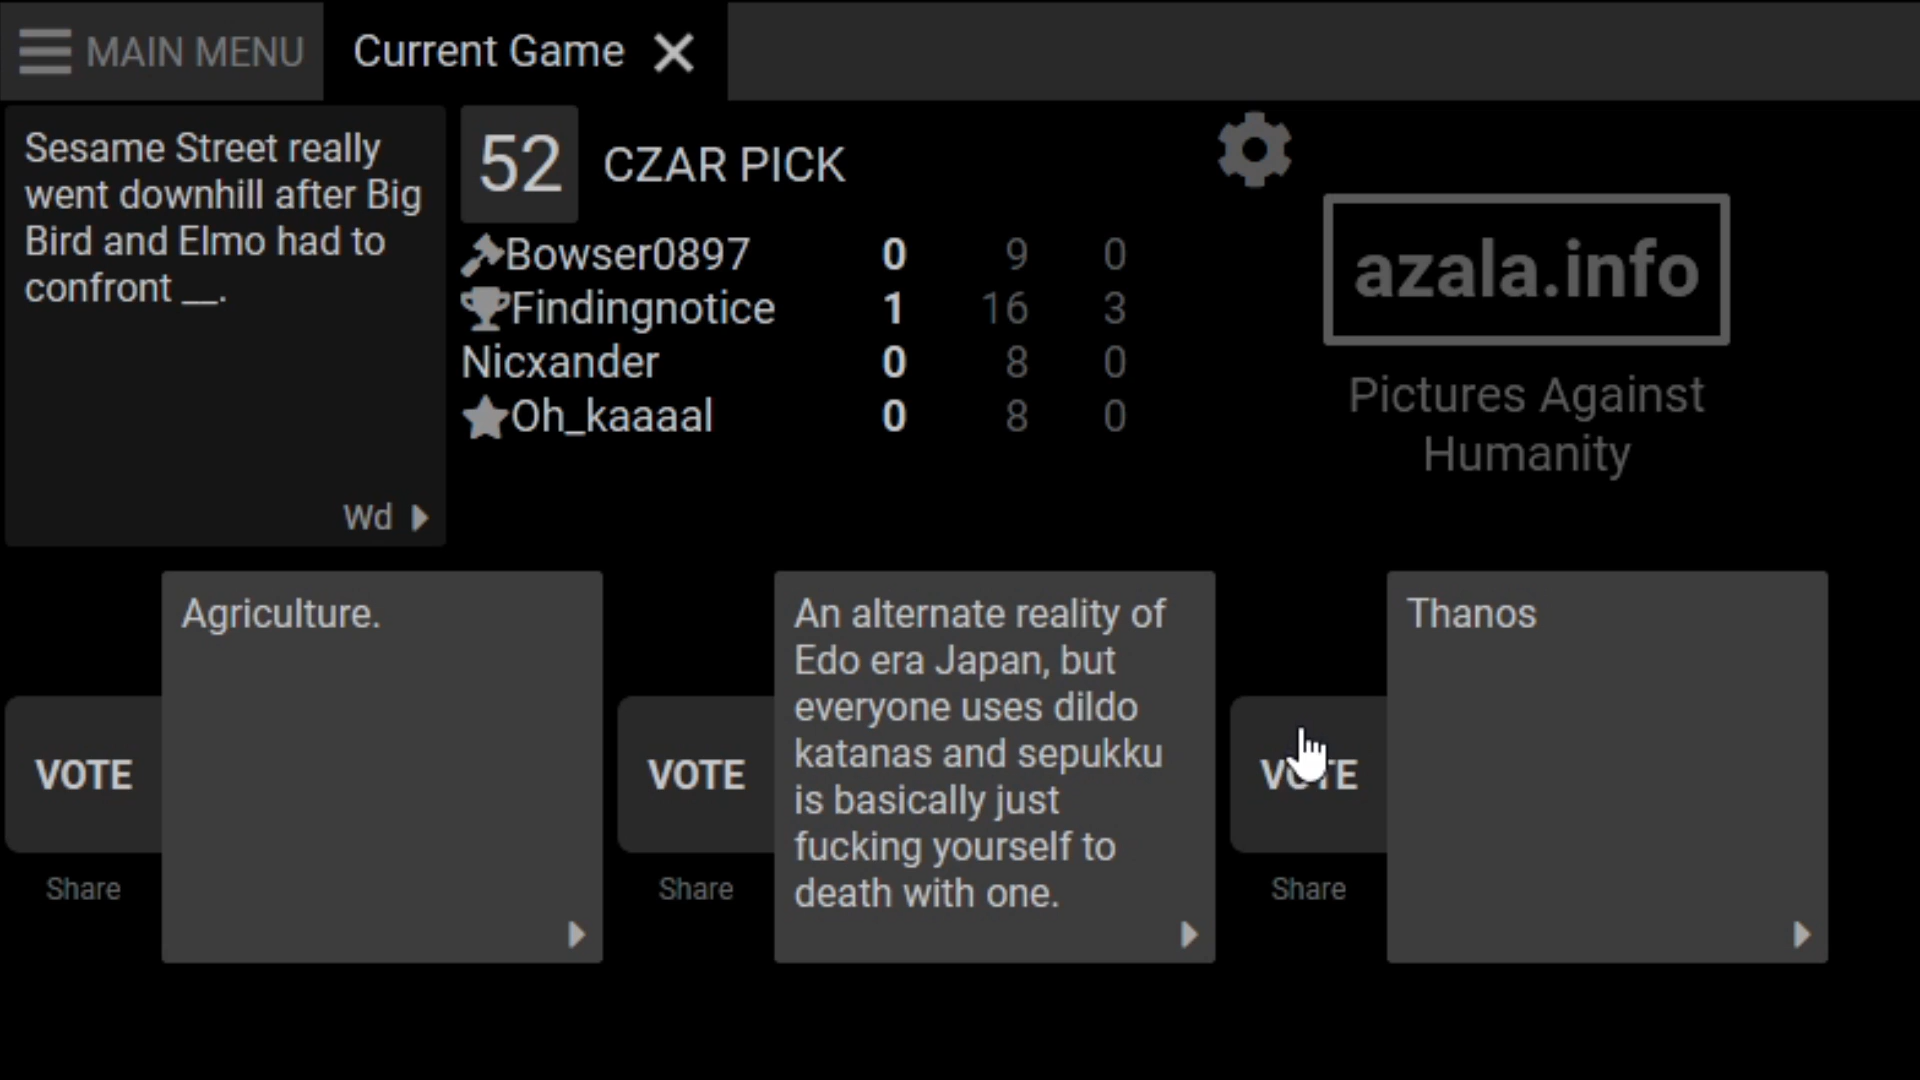 MAIN MENU
Current Game
Sesame Street really
went downhill after Big
Bird and Elmo had to
confront __.
Wd
52 CZAR PICK
Bowser0897 0 9 0
Findingnotice 1 16 3
Nicxander 0 8 0
Oh_kaaaal 0 8 0
azala.info
Pictures Against
Humanity
VOTE
Share
Agriculture.
VOTE
Share
An alternate reality of
Edo era Japan, but
everyone uses dildo
katanas and sepukku
is basically just
fucking yourself to
death with one.
VOTE
Share
Thanos